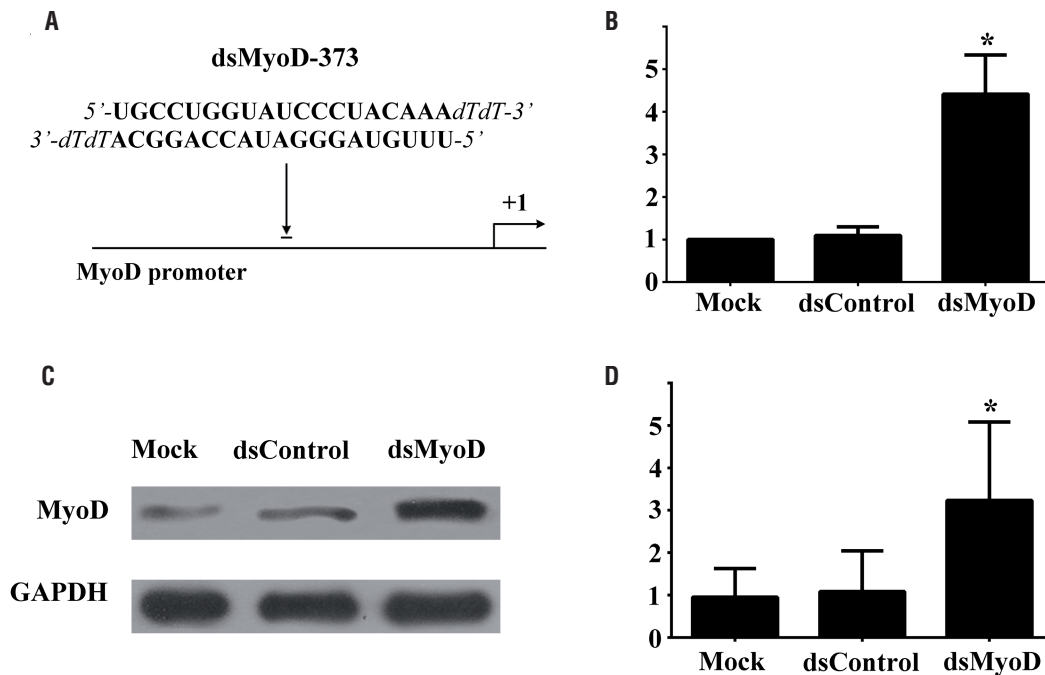 A
dsMyoD-373
5’-UGCCUGGUAUCCCUACAAAdTdT-3’
3’-dTdTACGGACCAUAGGGAUGUUU-5’
+1
MyoD promoter
B
5
4
3
2
1
0
*
Mock dsControl dsMyoD
C
Mock dsControl dsMyoD
MyoD
GAPDH
D
5
4
3
2
1
0
*
Mock dsControl dsMyoD